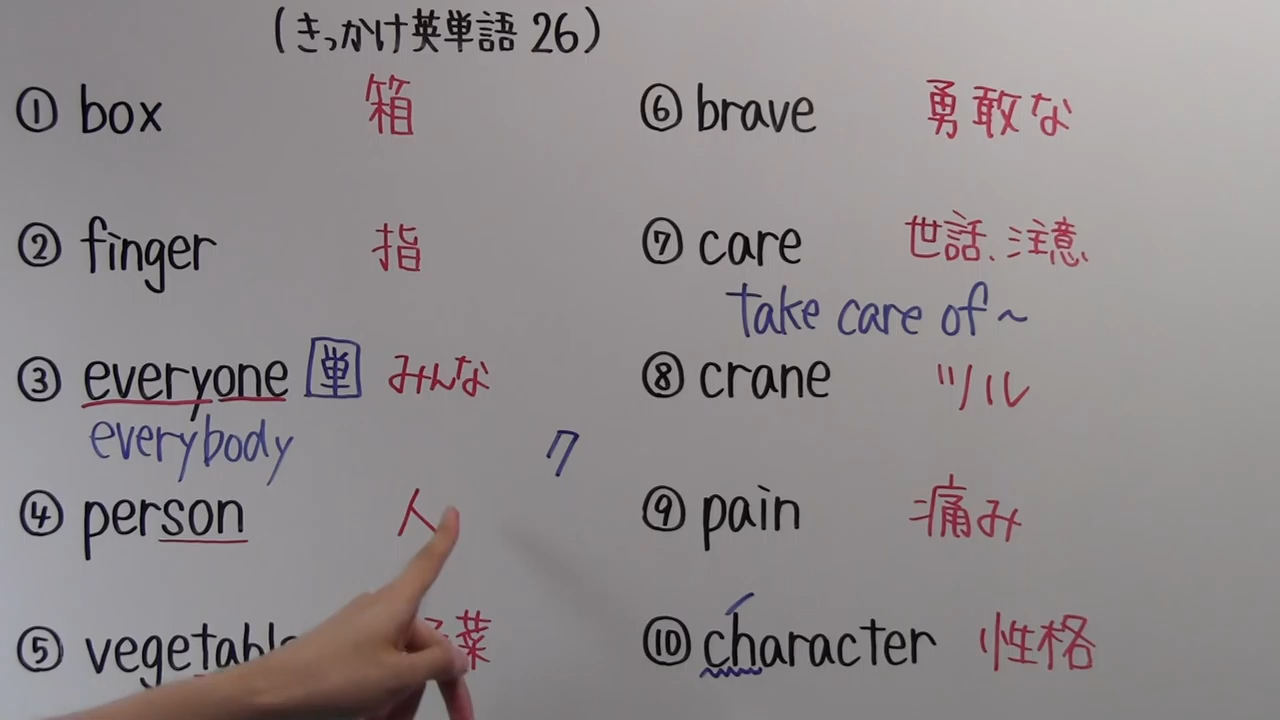 (きっかけ英単語 26)
① box 箱
② finger 指
③ everyone 単 みんな
everybody
④ person 人
⑤ 菜
⑥ brave 勇敢な
⑦ care 世話、注意
take care of ~
⑧ crane ツル
⑨ pain 痛み
⑩ character 性格